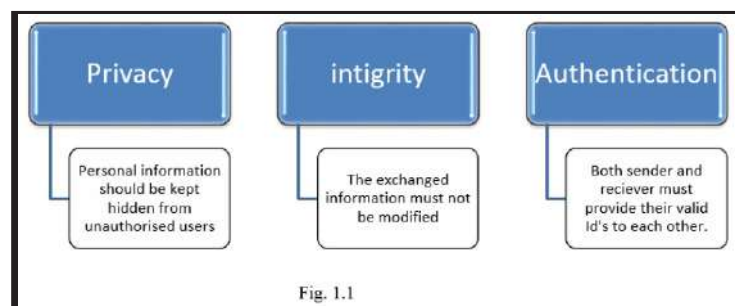 Privacy
Personal information
should be kept
hidden from
unauthorised users
intigrity
The exchanged
information must not
be modified
Authentication
Both sender and
reciever must
provide their valid
Id's to each other.
Fig. 1.1